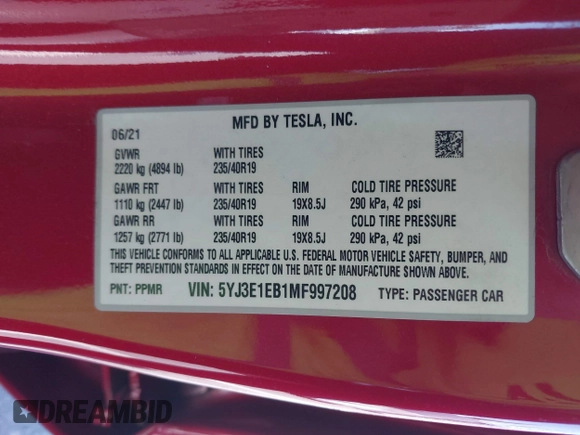 MFD BY TESLA, INC.
06/21
GVWR WITH TIRES
2220 kg (4894 lb) 235/40R19
GAWR FRT WITH TIRES RIM COLD TIRE PRESSURE
1110 kg (2447 lb) 235/40R19 19X8.5J 290 kPa, 42 psi
GAWR RR WITH TIRES RIM COLD TIRE PRESSURE
1257 kg (2771 lb) 235/40R19 19X8.5J 290 kPa, 42 psi
THIS VEHICLE CONFORMS TO ALL APPLICABLE U.S. FEDERAL MOTOR VEHICLE SAFETY, BUMPER, AND
THEFT PREVENTION STANDARDS IN EFFECT ON THE DATE OF MANUFACTURE SHOWN ABOVE.
PNT: PPMR VIN: 5YJ3E1EB1MF997208 TYPE: PASSENGER CAR
DREAMBID